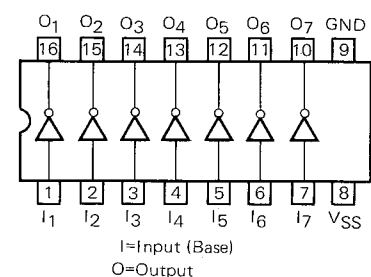 O1 O2 O3 O4 O5 O6 O7 GND
16 15 14 13 12 11 10 9
1 2 3 4 5 6 7 8
I1 I2 I3 I4 I5 I6 I7 VSS
I=Input (Base)
O=Output